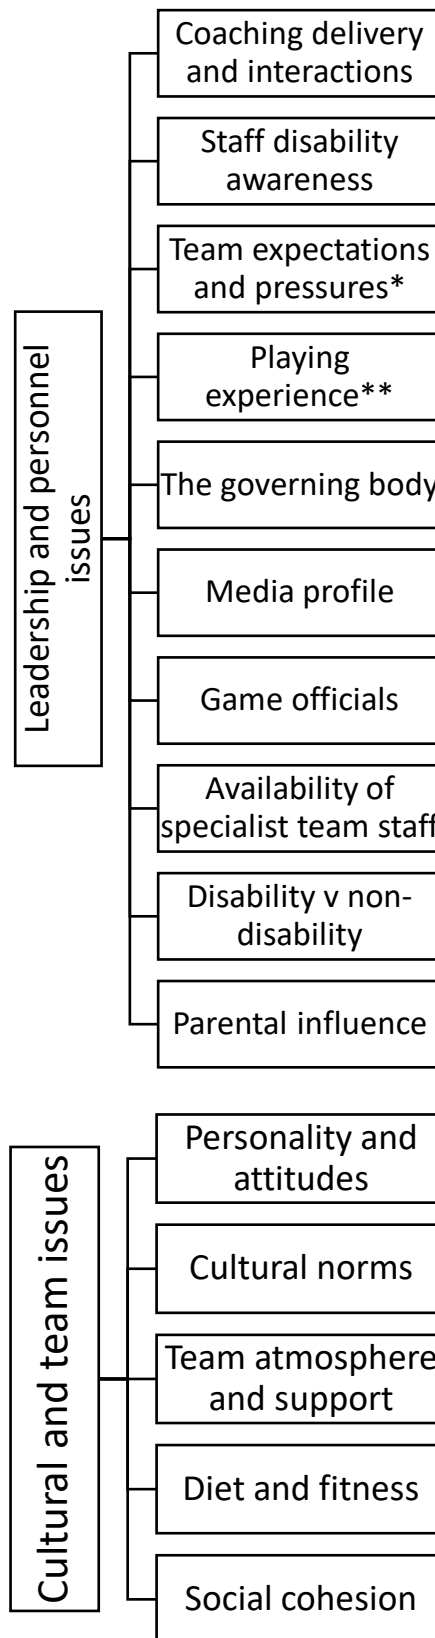 Leadership and personnel
issues
Coaching delivery
and interactions
Staff disability
awareness
Team expectations
and pressures*
Playing
experience**
The governing body
Media profile
Game officials
Availability of
specialist team staff
Disability v non-
disability
Parental influence
Cultural and team issues
Personality and
attitudes
Cultural norms
Team atmosphere
and support
Diet and fitness
Social cohesion